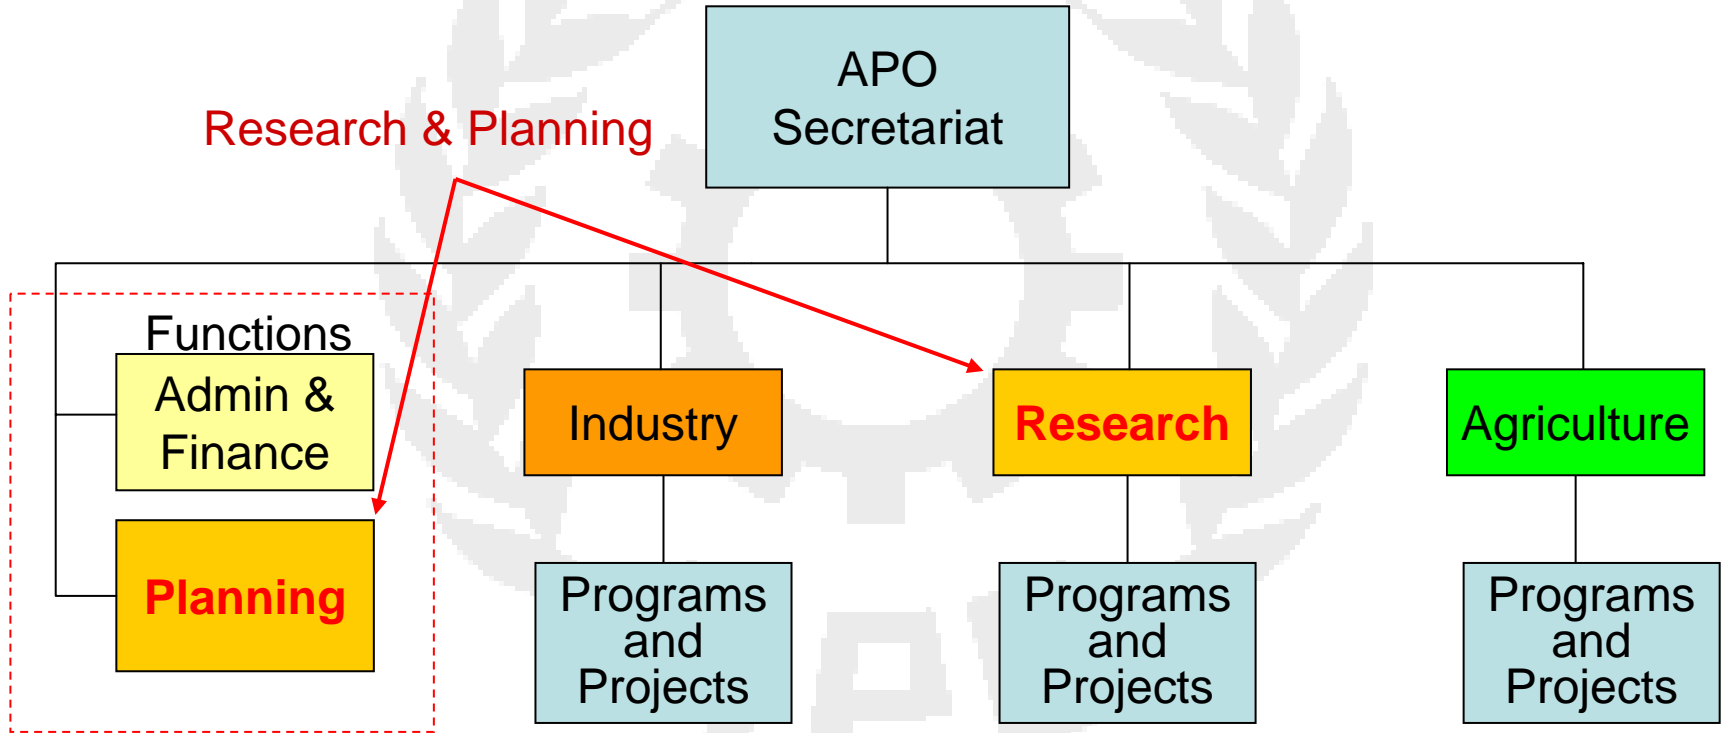 APO
Secretariat
Research & Planning
Functions
Admin &
Finance
Planning
Industry
Research
Agriculture
Programs
and
Projects
Programs
and
Projects
Programs
and
Projects